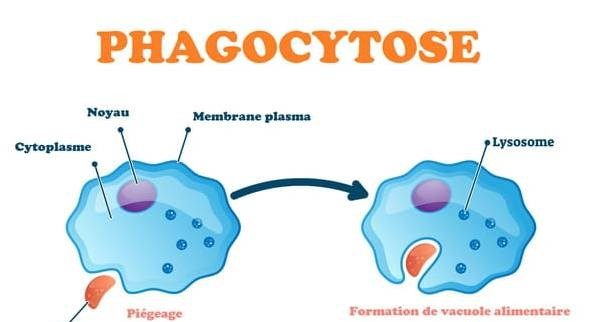 PHAGOCYTOSE
Noyau
Membrane plasma
Cytoplasme
Lysosome
Piégeage
Formation de vacuole alimentaire